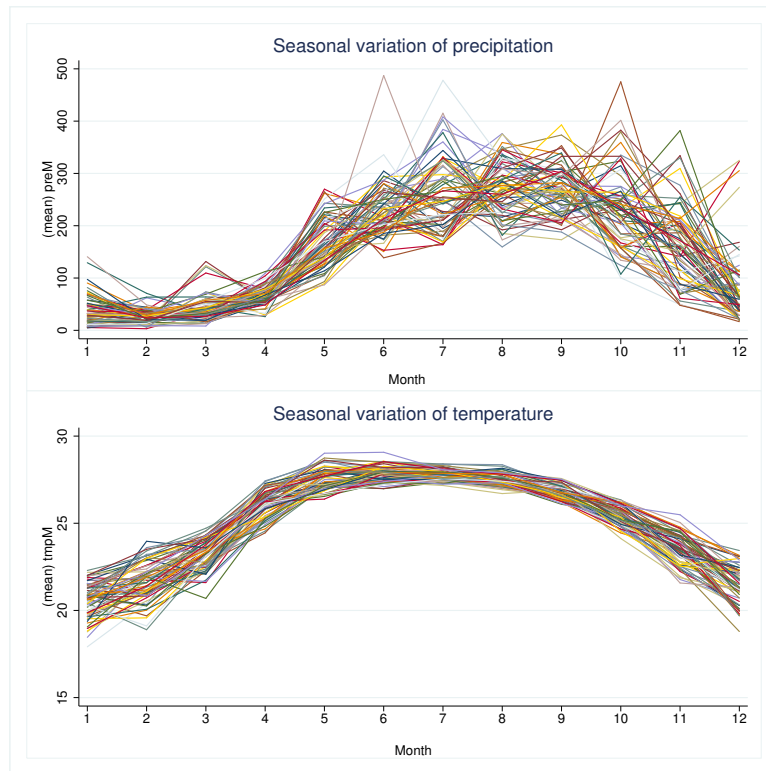 Seasonal variation of precipitation
500
400
300
200
100
0
(mean) preM
1 2 3 4 5 6 7 8 9 10 11 12
Month
Seasonal variation of temperature
30
25
20
15
(mean) tmpM
1 2 3 4 5 6 7 8 9 10 11 12
Month